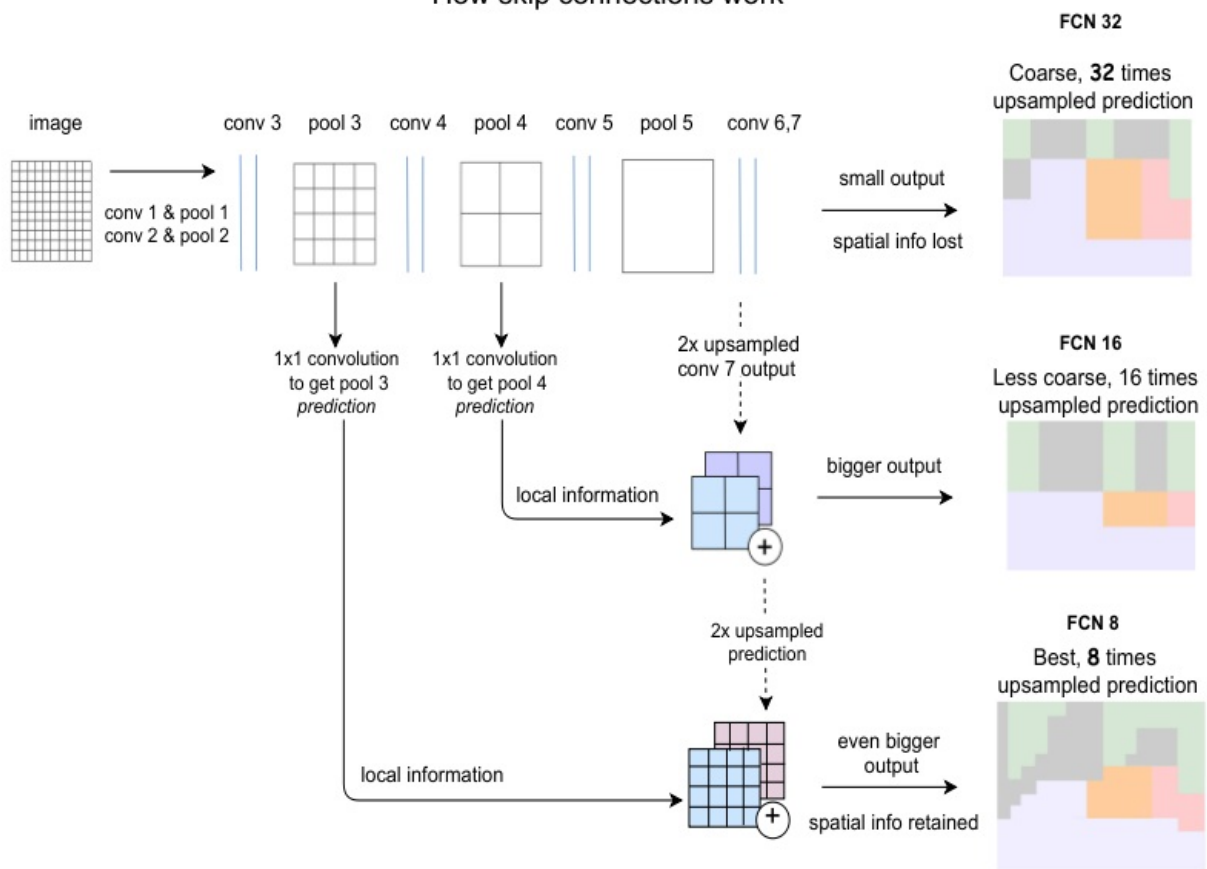 How skip connections work
FCN 32
Coarse, 32 times
upsampled prediction
image
conv 3
pool 3
conv 4
pool 4
conv 5
pool 5
conv 6,7
conv 1 & pool 1
conv 2 & pool 2
small output
spatial info lost
1x1 convolution
to get pool 3
prediction
1x1 convolution
to get pool 4
prediction
2x upsampled
conv 7 output
FCN 16
Less coarse, 16 times
upsampled prediction
local information
bigger output
+
2x upsampled
prediction
FCN 8
Best, 8 times
upsampled prediction
local information
even bigger
output
+
spatial info retained